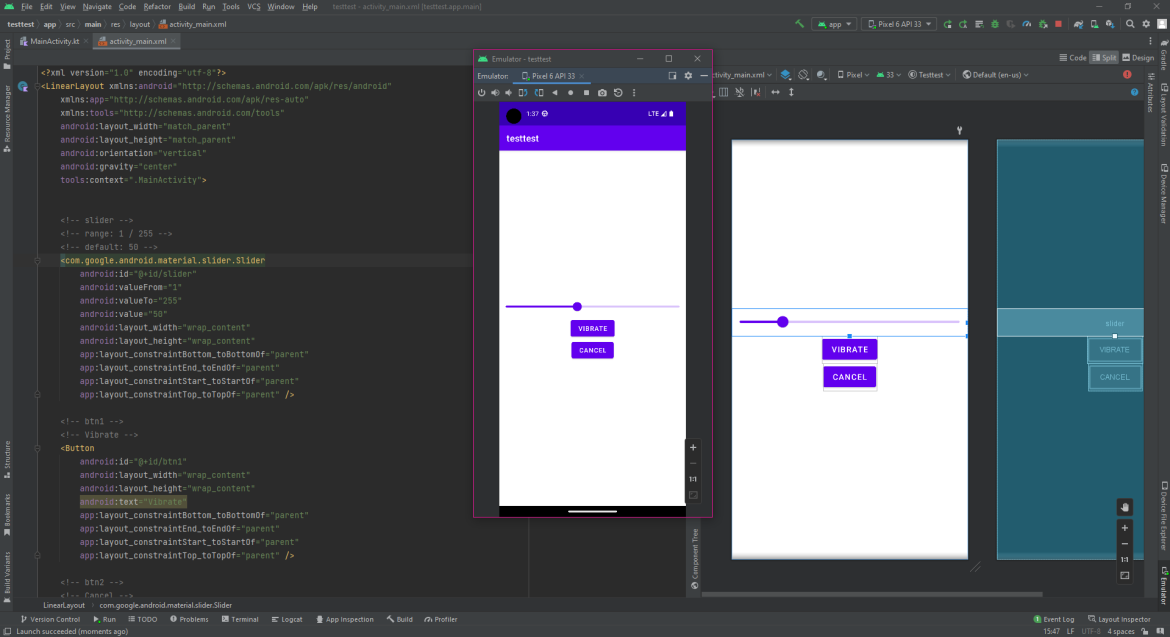 File Edit View Navigate Code Refactor Build Run Tools VCS Window Help testtest - activity_main.xml [testtest.app.main]
testtest app src main res layout activity_main.xml app Pixel 6 API 33
MainActivity.kt activity_main.xml
Code Split Design
activity_main.xml Pixel 33 Testtest Default (en-us)
Project
Resource Manager
Structure
Bookmarks
Build Variants
<?xml version="1.0" encoding="utf-8"?>
<LinearLayout xmlns:android="http://schemas.android.com/apk/res/android"
xmlns:app="http://schemas.android.com/apk/res-auto"
xmlns:tools="http://schemas.android.com/tools"
android:layout_width="match_parent"
android:layout_height="match_parent"
android:orientation="vertical"
android:gravity="center"
tools:context=".MainActivity">
<!-- slider -->
<!-- range: 1 / 255 -->
<!-- default: 50 -->
<com.google.android.material.slider.Slider
android:id="@+id/slider"
android:valueFrom="1"
android:valueTo="255"
android:value="50"
android:layout_width="wrap_content"
android:layout_height="wrap_content"
app:layout_constraintBottom_toBottomOf="parent"
app:layout_constraintEnd_toEndOf="parent"
app:layout_constraintStart_toStartOf="parent"
app:layout_constraintTop_toTopOf="parent" />
<!-- btn1 -->
<!-- Vibrate -->
<Button
android:id="@+id/btn1"
android:layout_width="wrap_content"
android:layout_height="wrap_content"
android:text="Vibrate"
app:layout_constraintBottom_toBottomOf="parent"
app:layout_constraintEnd_toEndOf="parent"
app:layout_constraintStart_toStartOf="parent"
app:layout_constraintTop_toTopOf="parent" />
<!-- btn2 -->
<!-- Cancel -->
Emulator - testtest
Emulator: Pixel 6 API 33
1:37 LTE
testtest
VIBRATE
CANCEL
1:1
Component Tree
VIBRATE
CANCEL
slider
VIBRATE
CANCEL
1:1
Gradle
Layout Validation
Attributes
Device Manager
Device File Explorer
Emulator
LinearLayout com.google.android.material.slider.Slider
Version Control Run TODO Problems Terminal Logcat App Inspection Build Profiler Event Log Layout Inspector
Launch succeeded (moments ago) 15:47 LF UTF-8 4 spaces